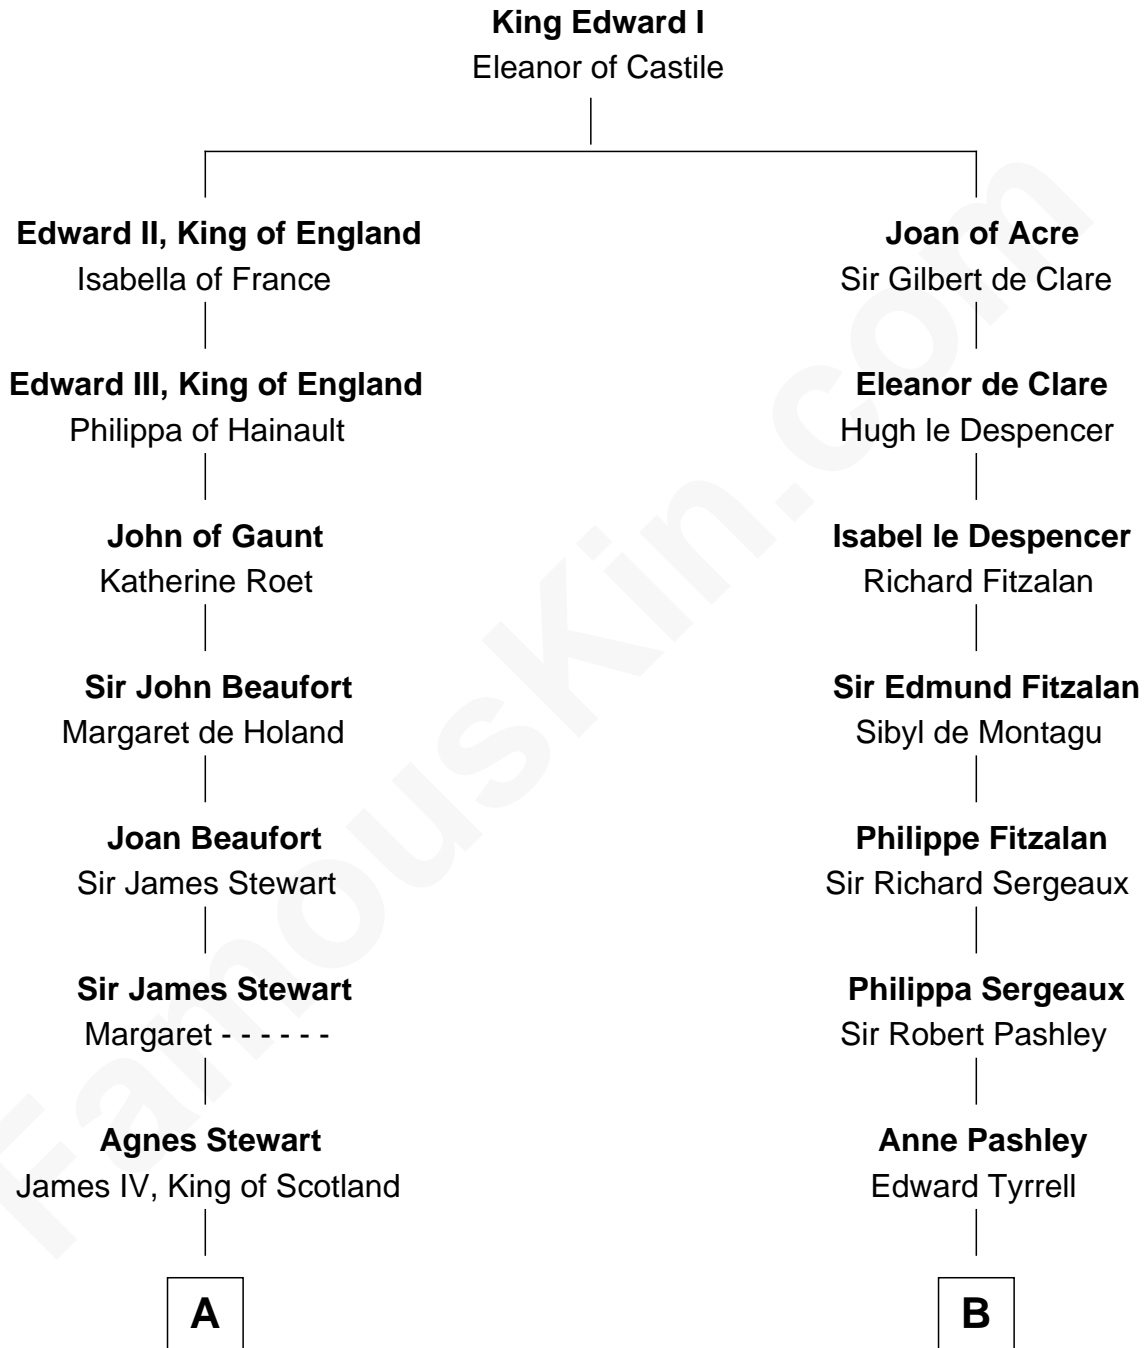 King Edward I
Eleanor of Castile
Edward II, King of England
Isabella of France
Joan of Acre
Sir Gilbert de Clare
Edward III, King of England
Philippa of Hainault
Eleanor de Clare
Hugh le Despencer
John of Gaunt
Katherine Roet
Isabel le Despencer
Richard Fitzalan
Sir John Beaufort
Margaret de Holand
Sir Edmund Fitzalan
Sibyl de Montagu
Joan Beaufort
Sir James Stewart
Philippe Fitzalan
Sir Richard Sergeaux
Sir James Stewart
Margaret - - - - - -
Philippa Sergeaux
Sir Robert Pashley
Agnes Stewart
James IV, King of Scotland
Anne Pashley
Edward Tyrrell
A
B
FamousKin.com